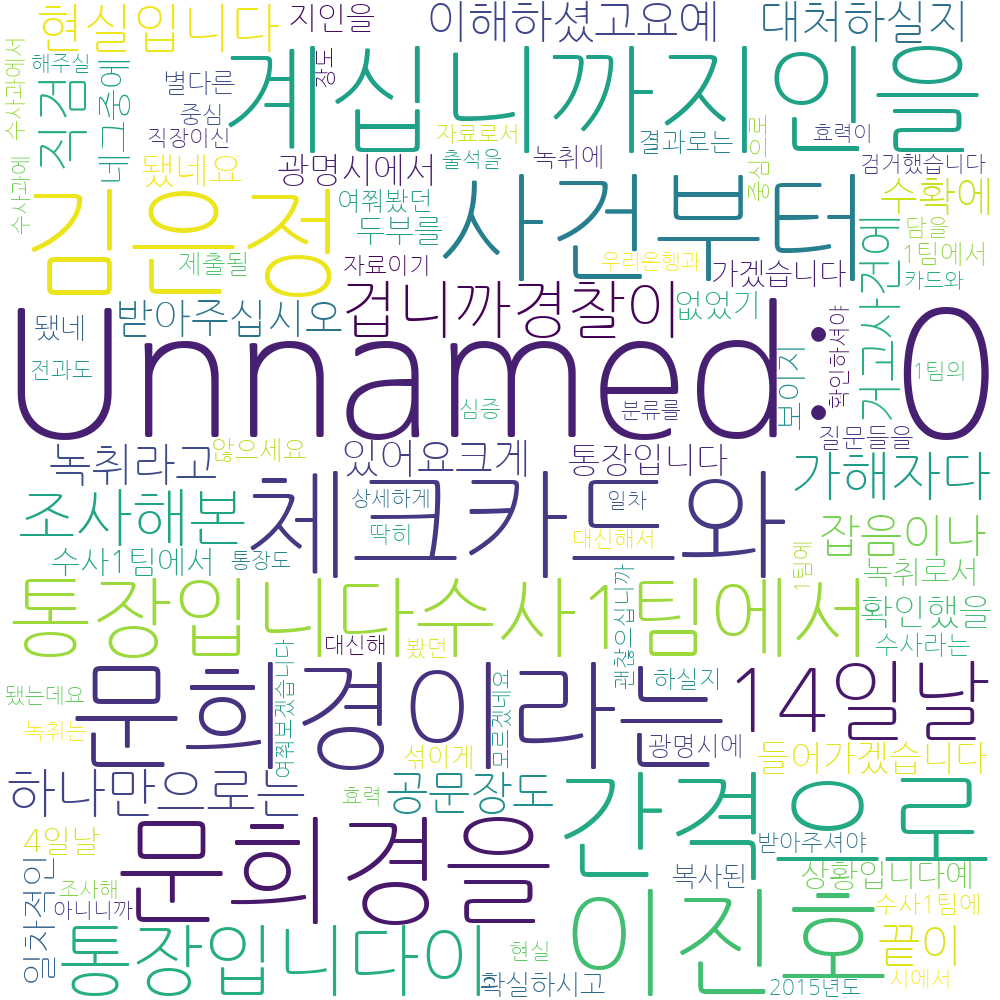 현실입니다
지인을
이해하셨고요예
대처하실지
수사과에서
해주실
직검
네그중에
별다른
중심
직장이신
장도
계십니까지인을
자료로서
출석을
녹취에
결과로는
중심으로
효력이
검거했습니다
수사과에
됐네요
광명시에서
김은정
여쭤봤던
두부를
사건부터
수확에
담을
1팀에서
제출될
자료이기
우리은행과
가겠습니다
거고사건에
카드와
됐네
받아주십시오
겁니까경찰이
없었기
전과도
Unnamed: 0
보이지
확인하셔야
1팀의
심증
분류를
질문들을
녹취라고
않으세요
있어요크게
통장입니다
가해자다
조사해본
체크카드와
상세하게
일차
딱히
대신해서
잡음이나
수사1팀에서
통장도
1팀에
녹취로서
통장입니다수사1팀에서
괜찮으십니까
확인했을
대신해
봤던
수사라는
됐는데요
녹취는
문희경이라는
여쭤보겠습니다
모르겠네요
하실지
14일날
섞이게
광명시에
들어가겠습니다
하나만으로는
효력
공문장도
간격으로
4일날
문희경을
받아주셔야
일차적인
조사해
아니니까
복사된
상황입니다예
수사1팀에
통장입니다이
현실
확실하시고
이진호
끝이
시에서
2015년도